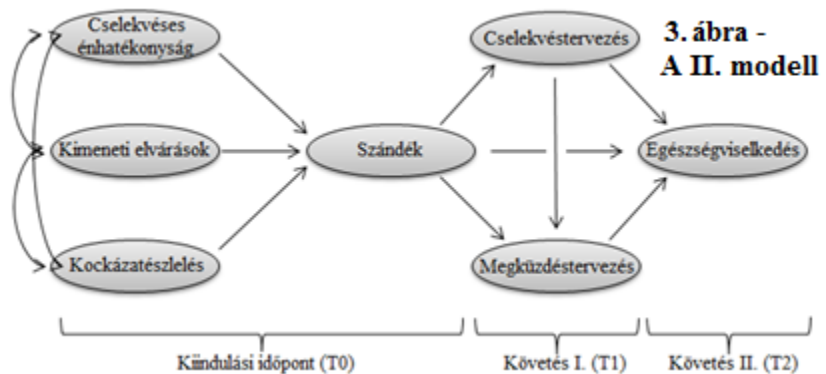 Cselekvéses
énhatékonyság
Kimeneti elvárások
Kockázatészlelés
Szándék
Cselekvéstervezés
Megküzdéstervezés
Egészségviselkedés
3. ábra -
A II. modell
Kiindulási időpont (T0)
Követés I. (T1)
Követés II. (T2)